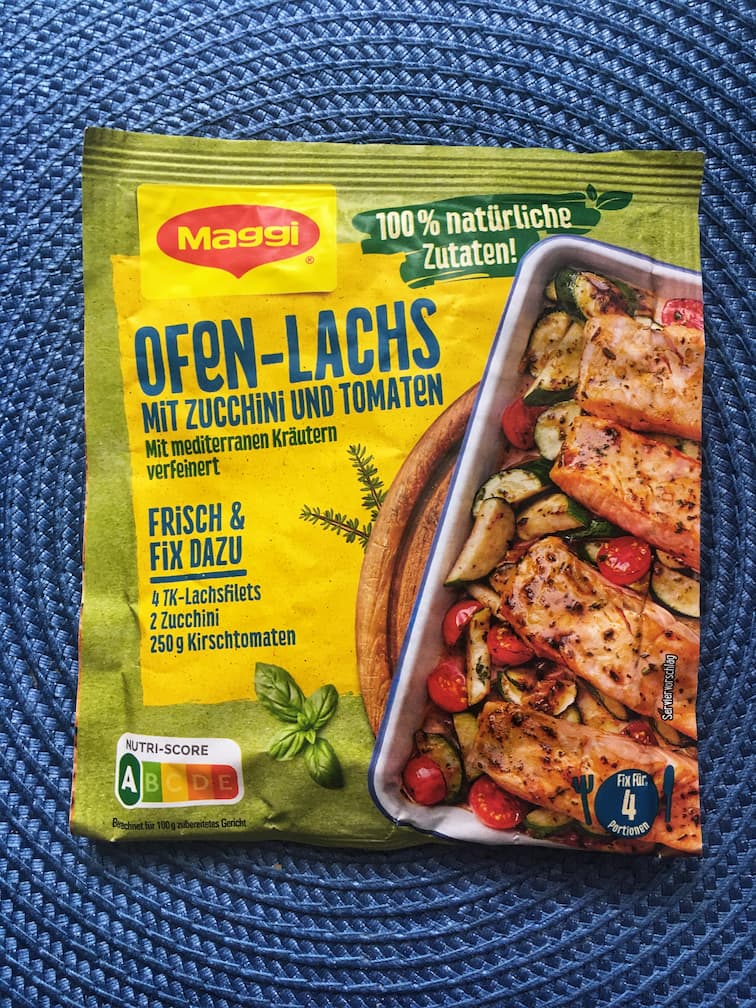 Maggi
®
100% natürliche
Zutaten!
OFeN-LACHS
MiT ZUCCHiNi UND TOMATEN
Mit mediterranen Kräutern
verfeinert
FRiSCH &
FiX DAZU
4 TK-Lachsfilets
2 Zucchini
250 g Kirschtomaten
Serviervorschlag
NUTRI-SCORE
A B C D E
Berechnet für 100 g zubereitetes Gericht
Fix für
4
Portionen